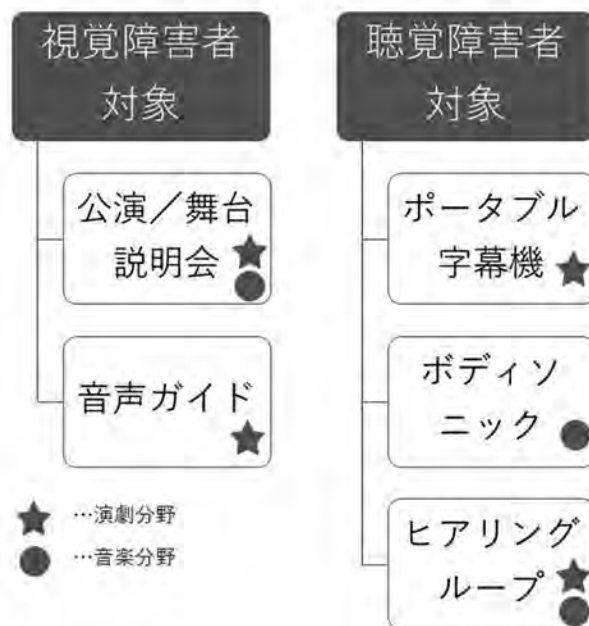 視覚障害者
対象
公演／舞台
説明会
音声ガイド
★ …演劇分野
● …音楽分野
聴覚障害者
対象
ポータブル
字幕機
ボディソ
ニック
ヒアリング
ループ